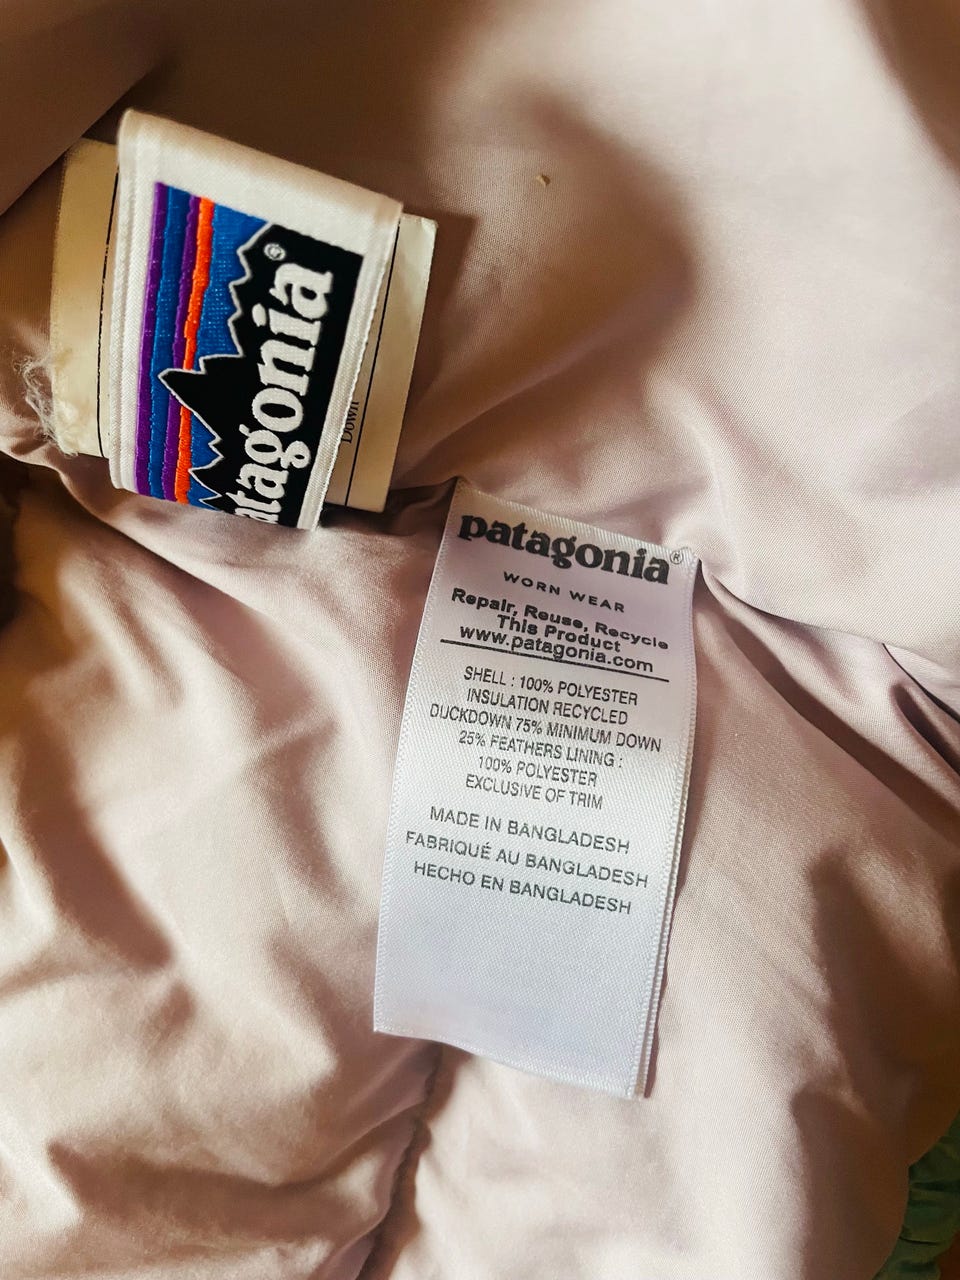 patagonia®
Down
patagonia®
WORN WEAR
Repair, Reuse, Recycle
This Product
www.patagonia.com
SHELL : 100% POLYESTER
INSULATION RECYCLED
DUCKDOWN 75% MINIMUM DOWN
25% FEATHERS LINING :
100% POLYESTER
EXCLUSIVE OF TRIM
MADE IN BANGLADESH
FABRIQUÉ AU BANGLADESH
HECHO EN BANGLADESH